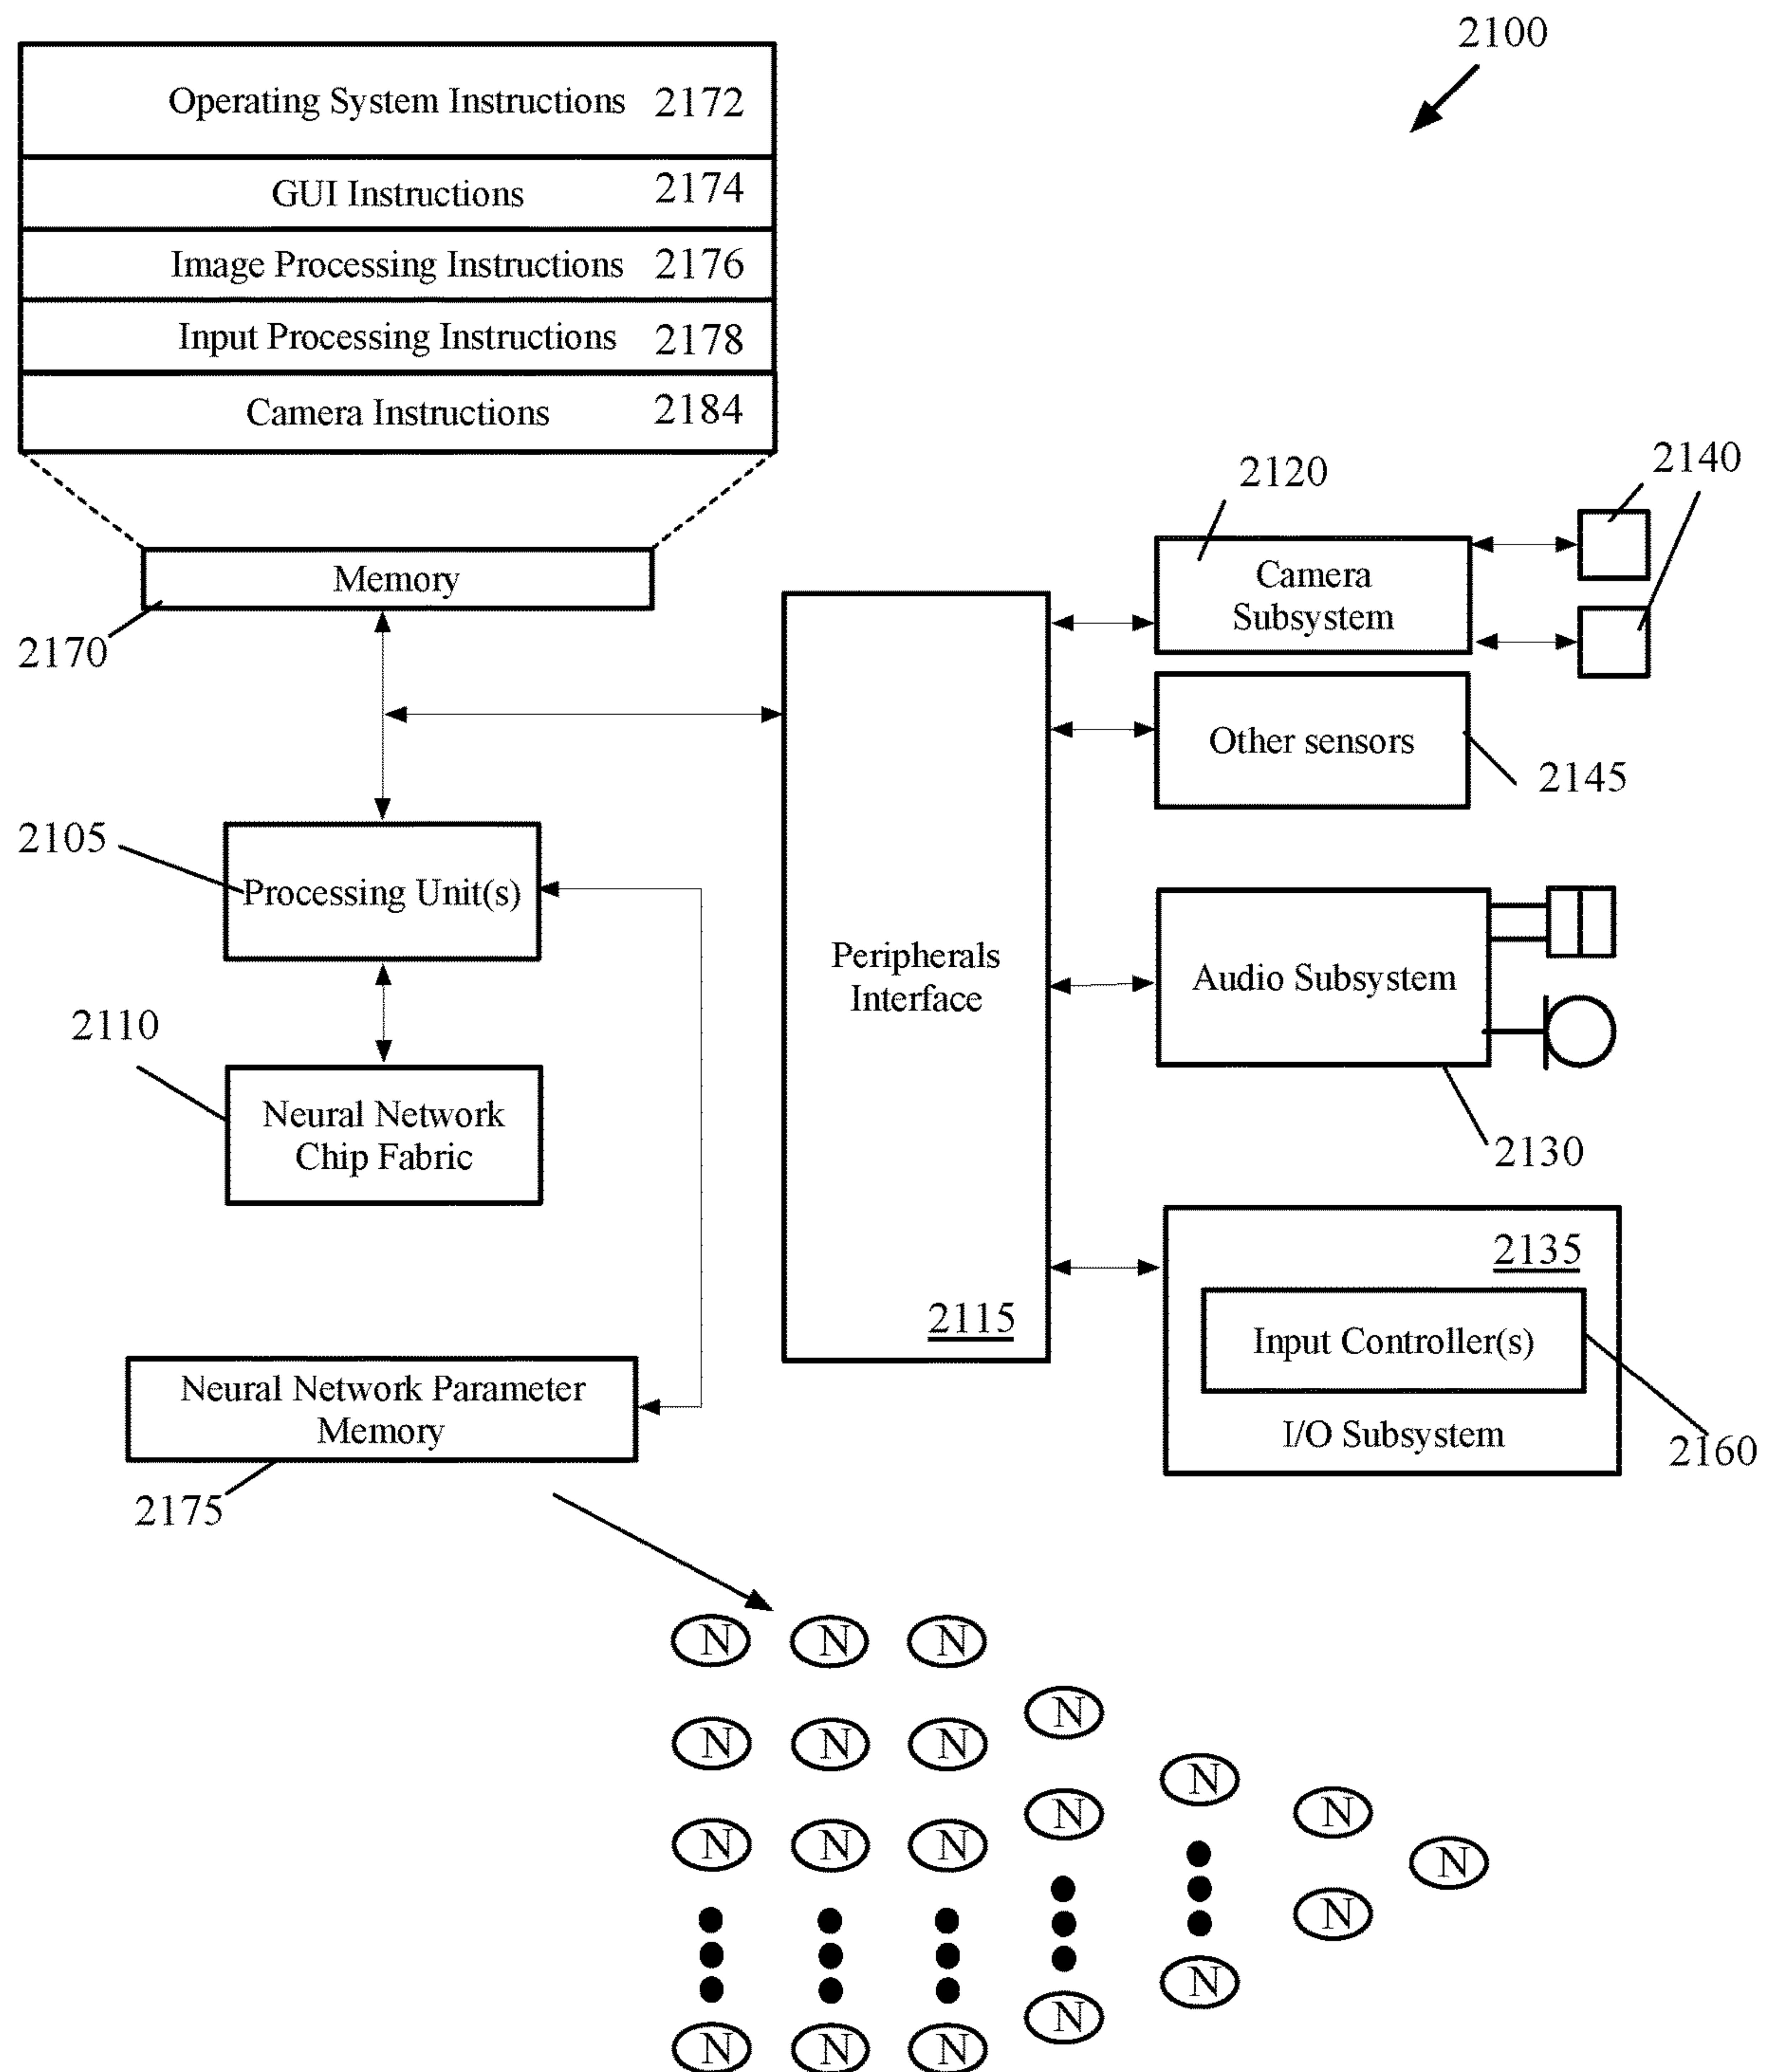 2100
Operating System Instructions 2172
GUI Instructions 2174
Image Processing Instructions 2176
Input Processing Instructions 2178
Camera Instructions 2184
Memory
2170
2120
2140
Camera
Subsystem
Other sensors
2145
2105
Processing Unit(s)
Peripherals
Interface
2115
Audio Subsystem
2130
2110
Neural Network
Chip Fabric
2135
Input Controller(s)
I/O Subsystem
2160
Neural Network Parameter
Memory
2175
N N N
N
N N N
N
N
N
N N N
N
N
N
N
N
N N N